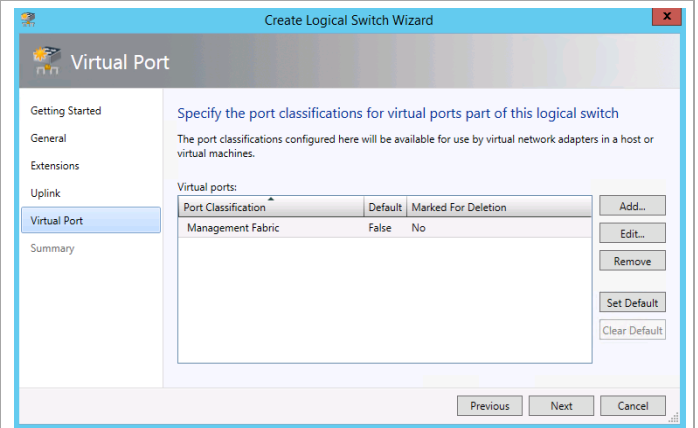 Create Logical Switch Wizard
x
Virtual Port
Getting Started
General
Extensions
Uplink
Virtual Port
Summary
Specify the port classifications for virtual ports part of this logical switch
The port classifications configured here will be available for use by virtual network adapters in a host or
virtual machines.
Virtual ports:
Port Classification Default Marked For Deletion
Management Fabric False No
Add...
Edit...
Remove
Set Default
Clear Default
Previous Next Cancel